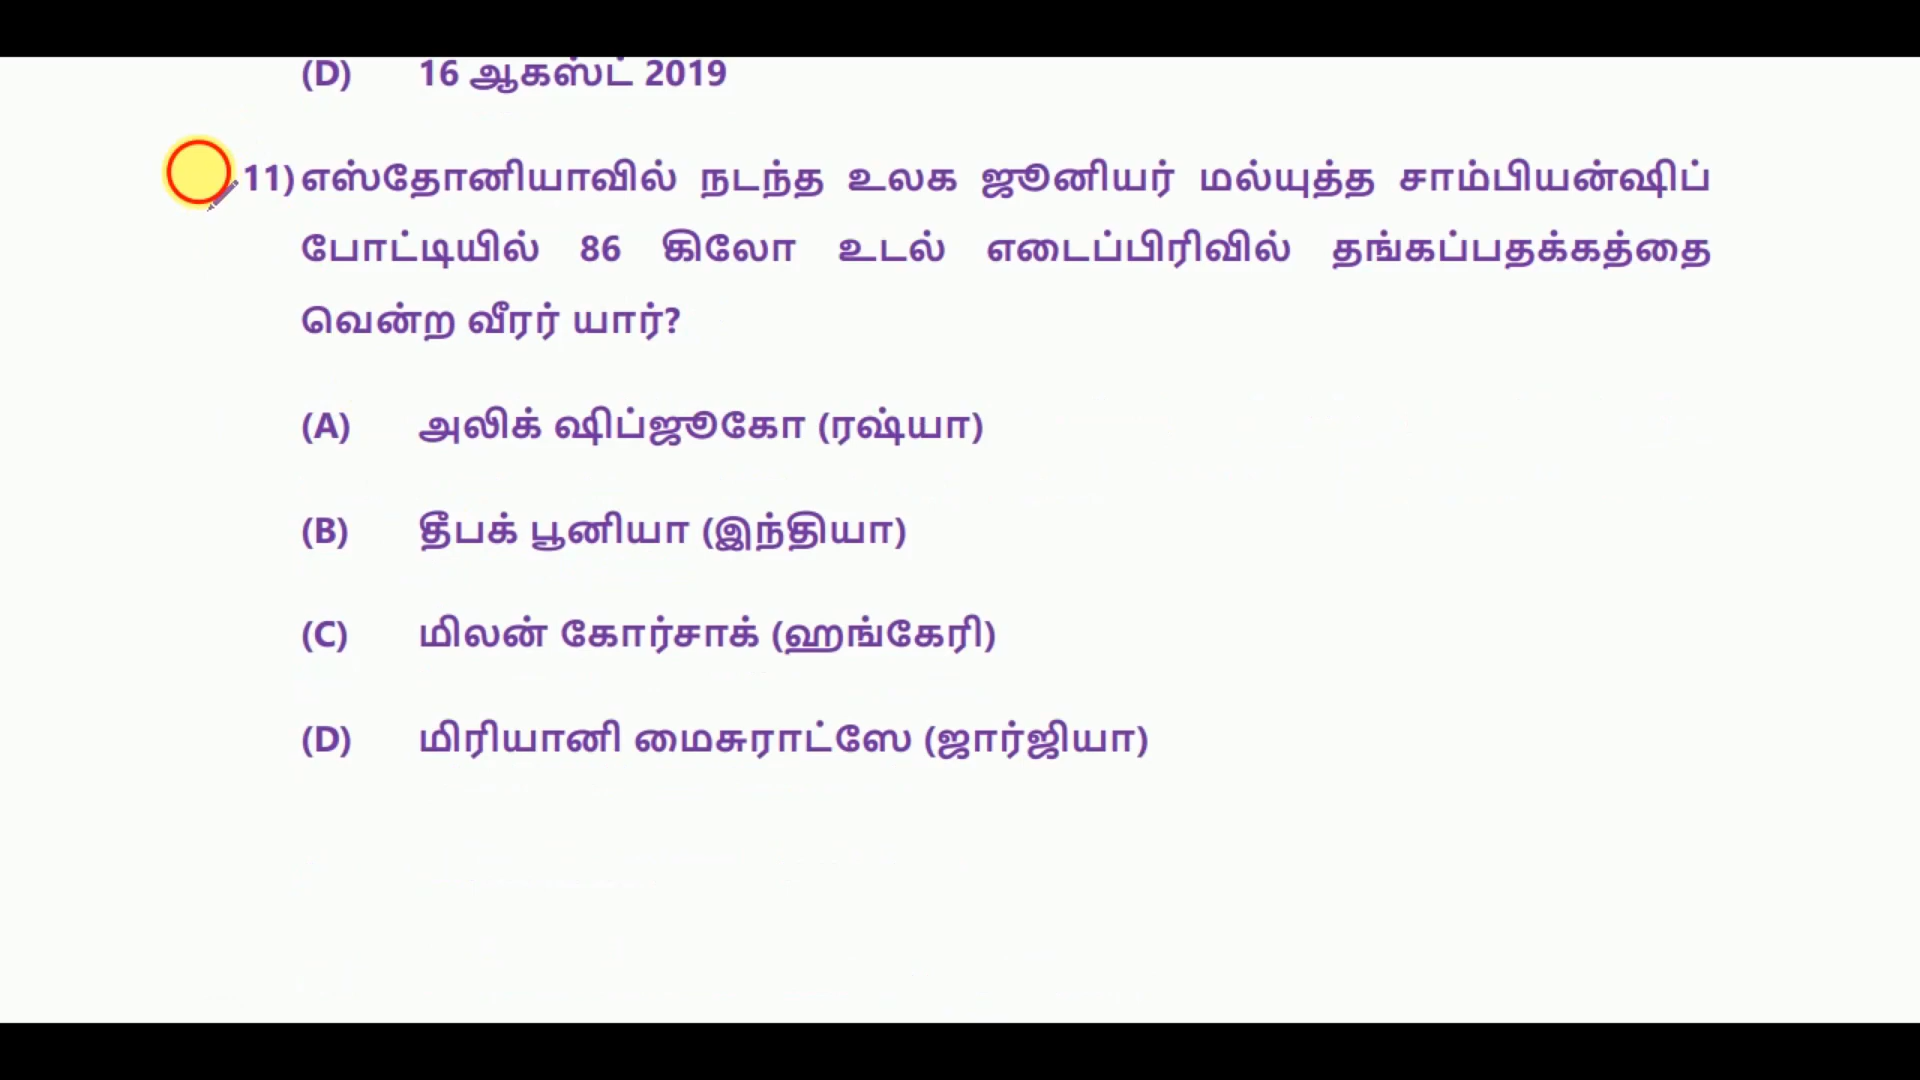 (D) 16 ஆகஸ்ட் 2019
11) எஸ்தோனியாவில் நடந்த உலக ஜூனியர் மல்யுத்த சாம்பியன்ஷிப்
போட்டியில் 86 கிலோ உடல் எடைப்பிரிவில் தங்கப்பதக்கத்தை
வென்ற வீரர் யார்?
(A) அலிக் ஷிப்ஜூகோ (ரஷ்யா)
(B) தீபக் பூனியா (இந்தியா)
(C) மிலன் கோர்சாக் (ஹங்கேரி)
(D) மிரியானி மைசுராட்ஸே (ஜார்ஜியா)